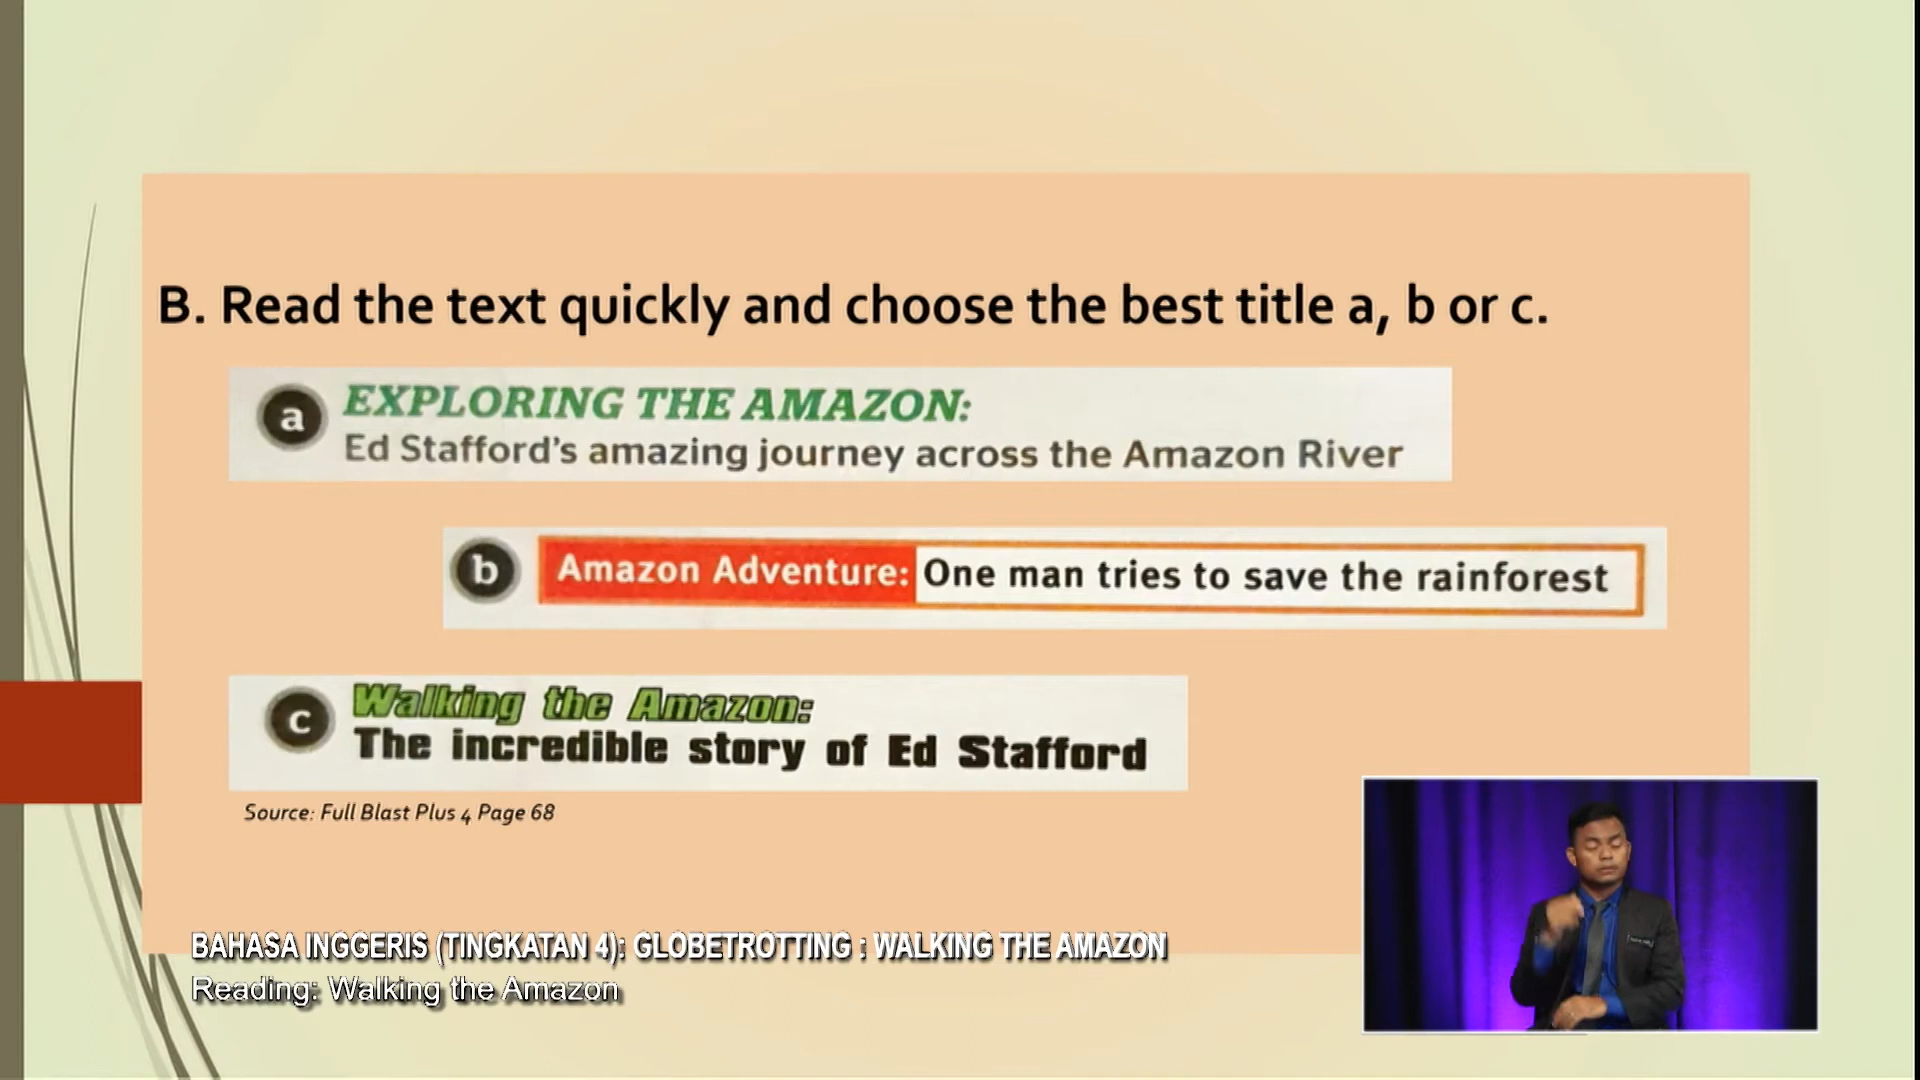 B. Read the text quickly and choose the best title a, b or c.
a
EXPLORING THE AMAZON:
Ed Stafford's amazing journey across the Amazon River
b
Amazon Adventure: One man tries to save the rainforest
c
Walking the Amazon:
The incredible story of Ed Stafford
Source: Full Blast Plus 4 Page 68
BAHASA INGGERIS (TINGKATAN 4): GLOBETROTTING : WALKING THE AMAZON
Reading: Walking the Amazon